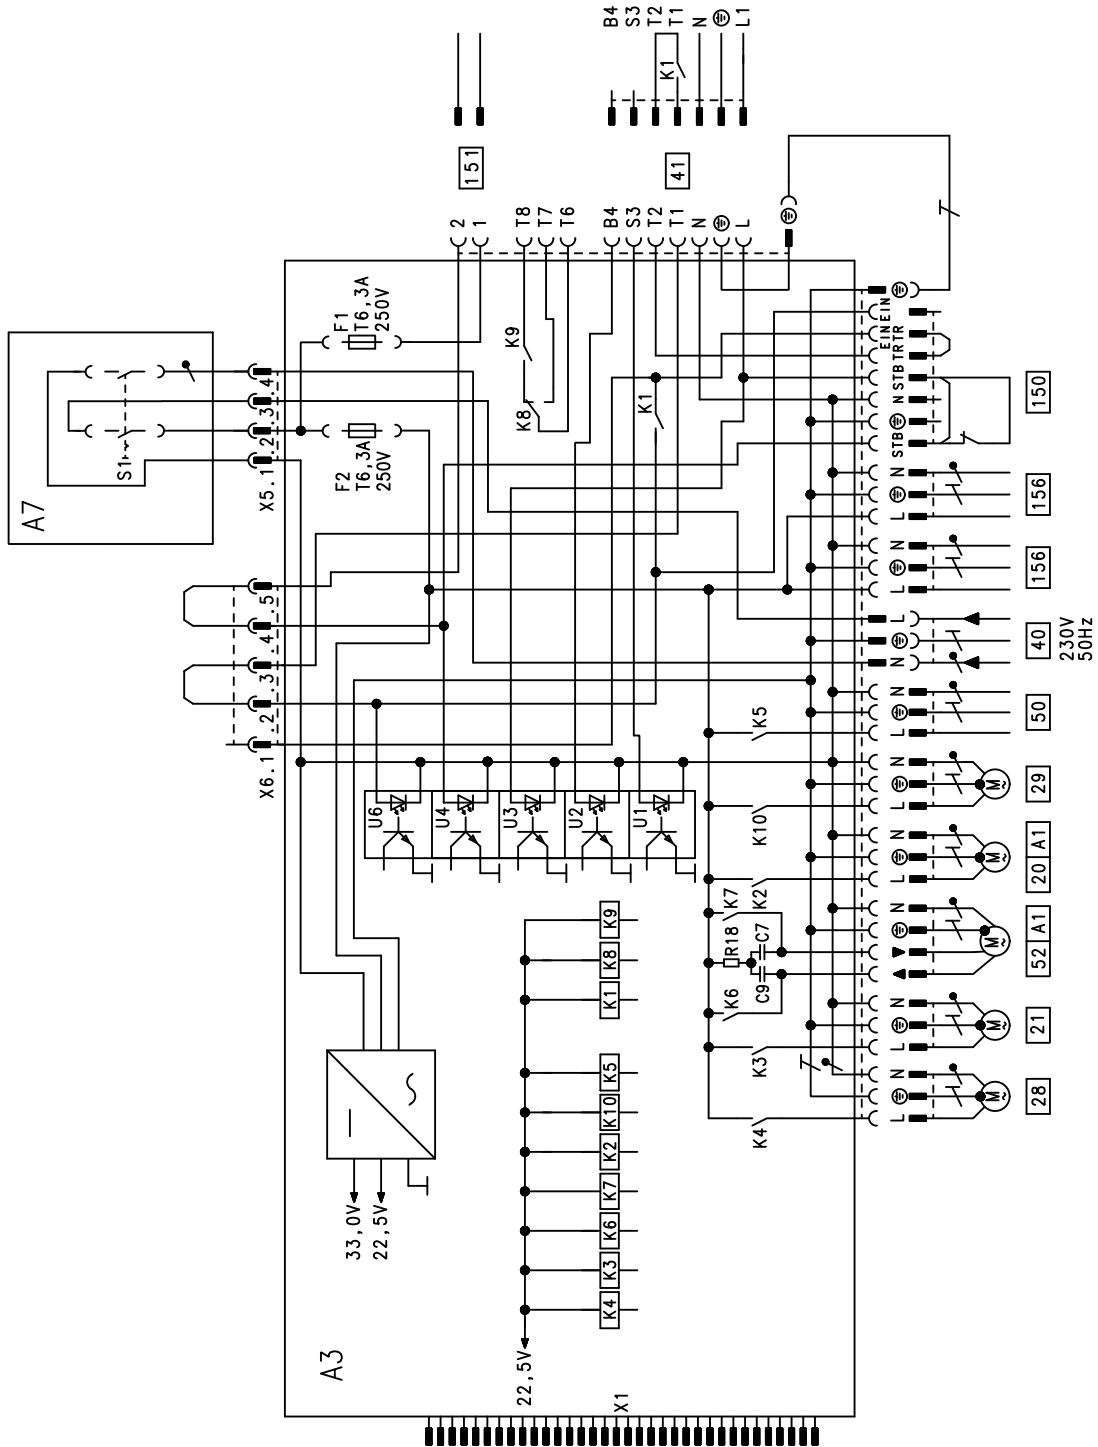 B4
S3
T2
T1
N
L1
K1
151
41
2
1
T8
T7
T6
B4
S3
T2
T1
N
L
A7
S1
X5.1
.2
.3
.4
F1
T6,3A
250V
F2
T6,3A
250V
K9
K8
K1
X6.1
.2
.3
.4
.5
EIN
EIN
TR
TR
STB
N
STB
150
N
L
156
N
L
156
L
N
40
230V
50Hz
N
L
50
K5
N
L
29
K10
N
L
20 A1
K2
N
52 A1
K7
R18
C7
C9
K6
N
L
21
K3
N
L
28
K4
M~
M~
M~
M~
M~
U6
U4
U3
U2
U1
K9
K8
K1
K5
K10
K2
K7
K6
K3
K4
33,0V
22,5V
22,5V
A3
X1